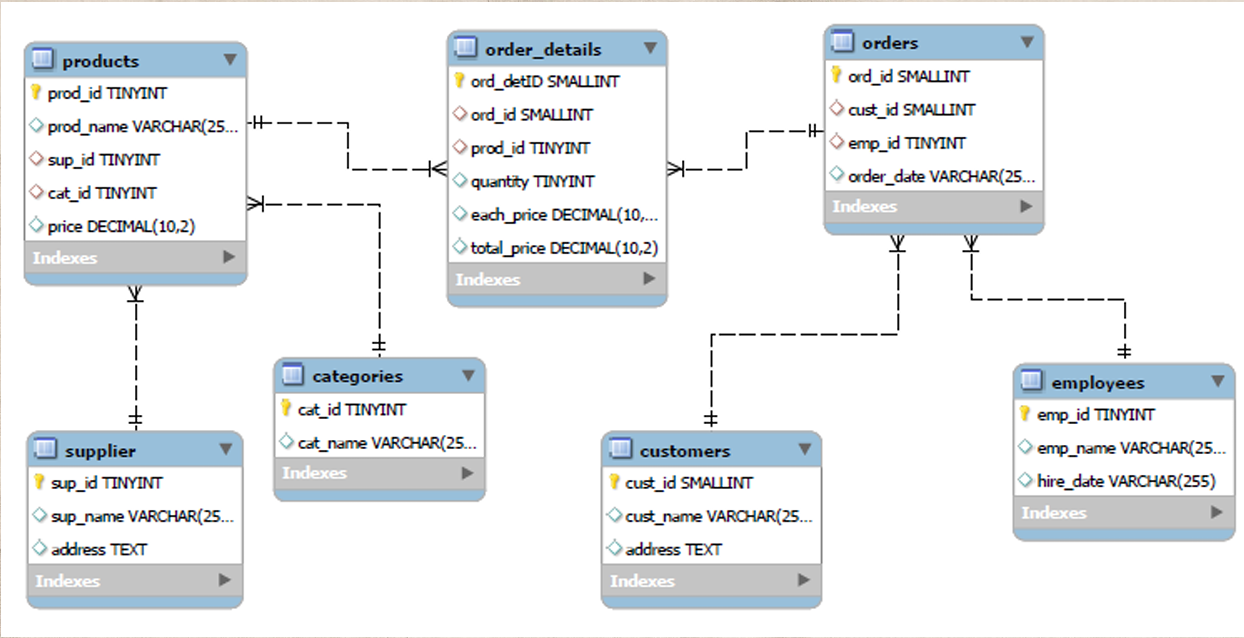 products
prod_id TINYINT
prod_name VARCHAR(25...
sup_id TINYINT
cat_id TINYINT
price DECIMAL(10,2)
Indexes
order_details
ord_detID SMALLINT
ord_id SMALLINT
prod_id TINYINT
quantity TINYINT
each_price DECIMAL(10,...
total_price DECIMAL(10,2)
Indexes
orders
ord_id SMALLINT
cust_id SMALLINT
emp_id TINYINT
order_date VARCHAR(25...
Indexes
supplier
sup_id TINYINT
sup_name VARCHAR(25...
address TEXT
Indexes
categories
cat_id TINYINT
cat_name VARCHAR(25...
Indexes
customers
cust_id SMALLINT
cust_name VARCHAR(25...
address TEXT
Indexes
employees
emp_id TINYINT
emp_name VARCHAR(25...
hire_date VARCHAR(255)
Indexes